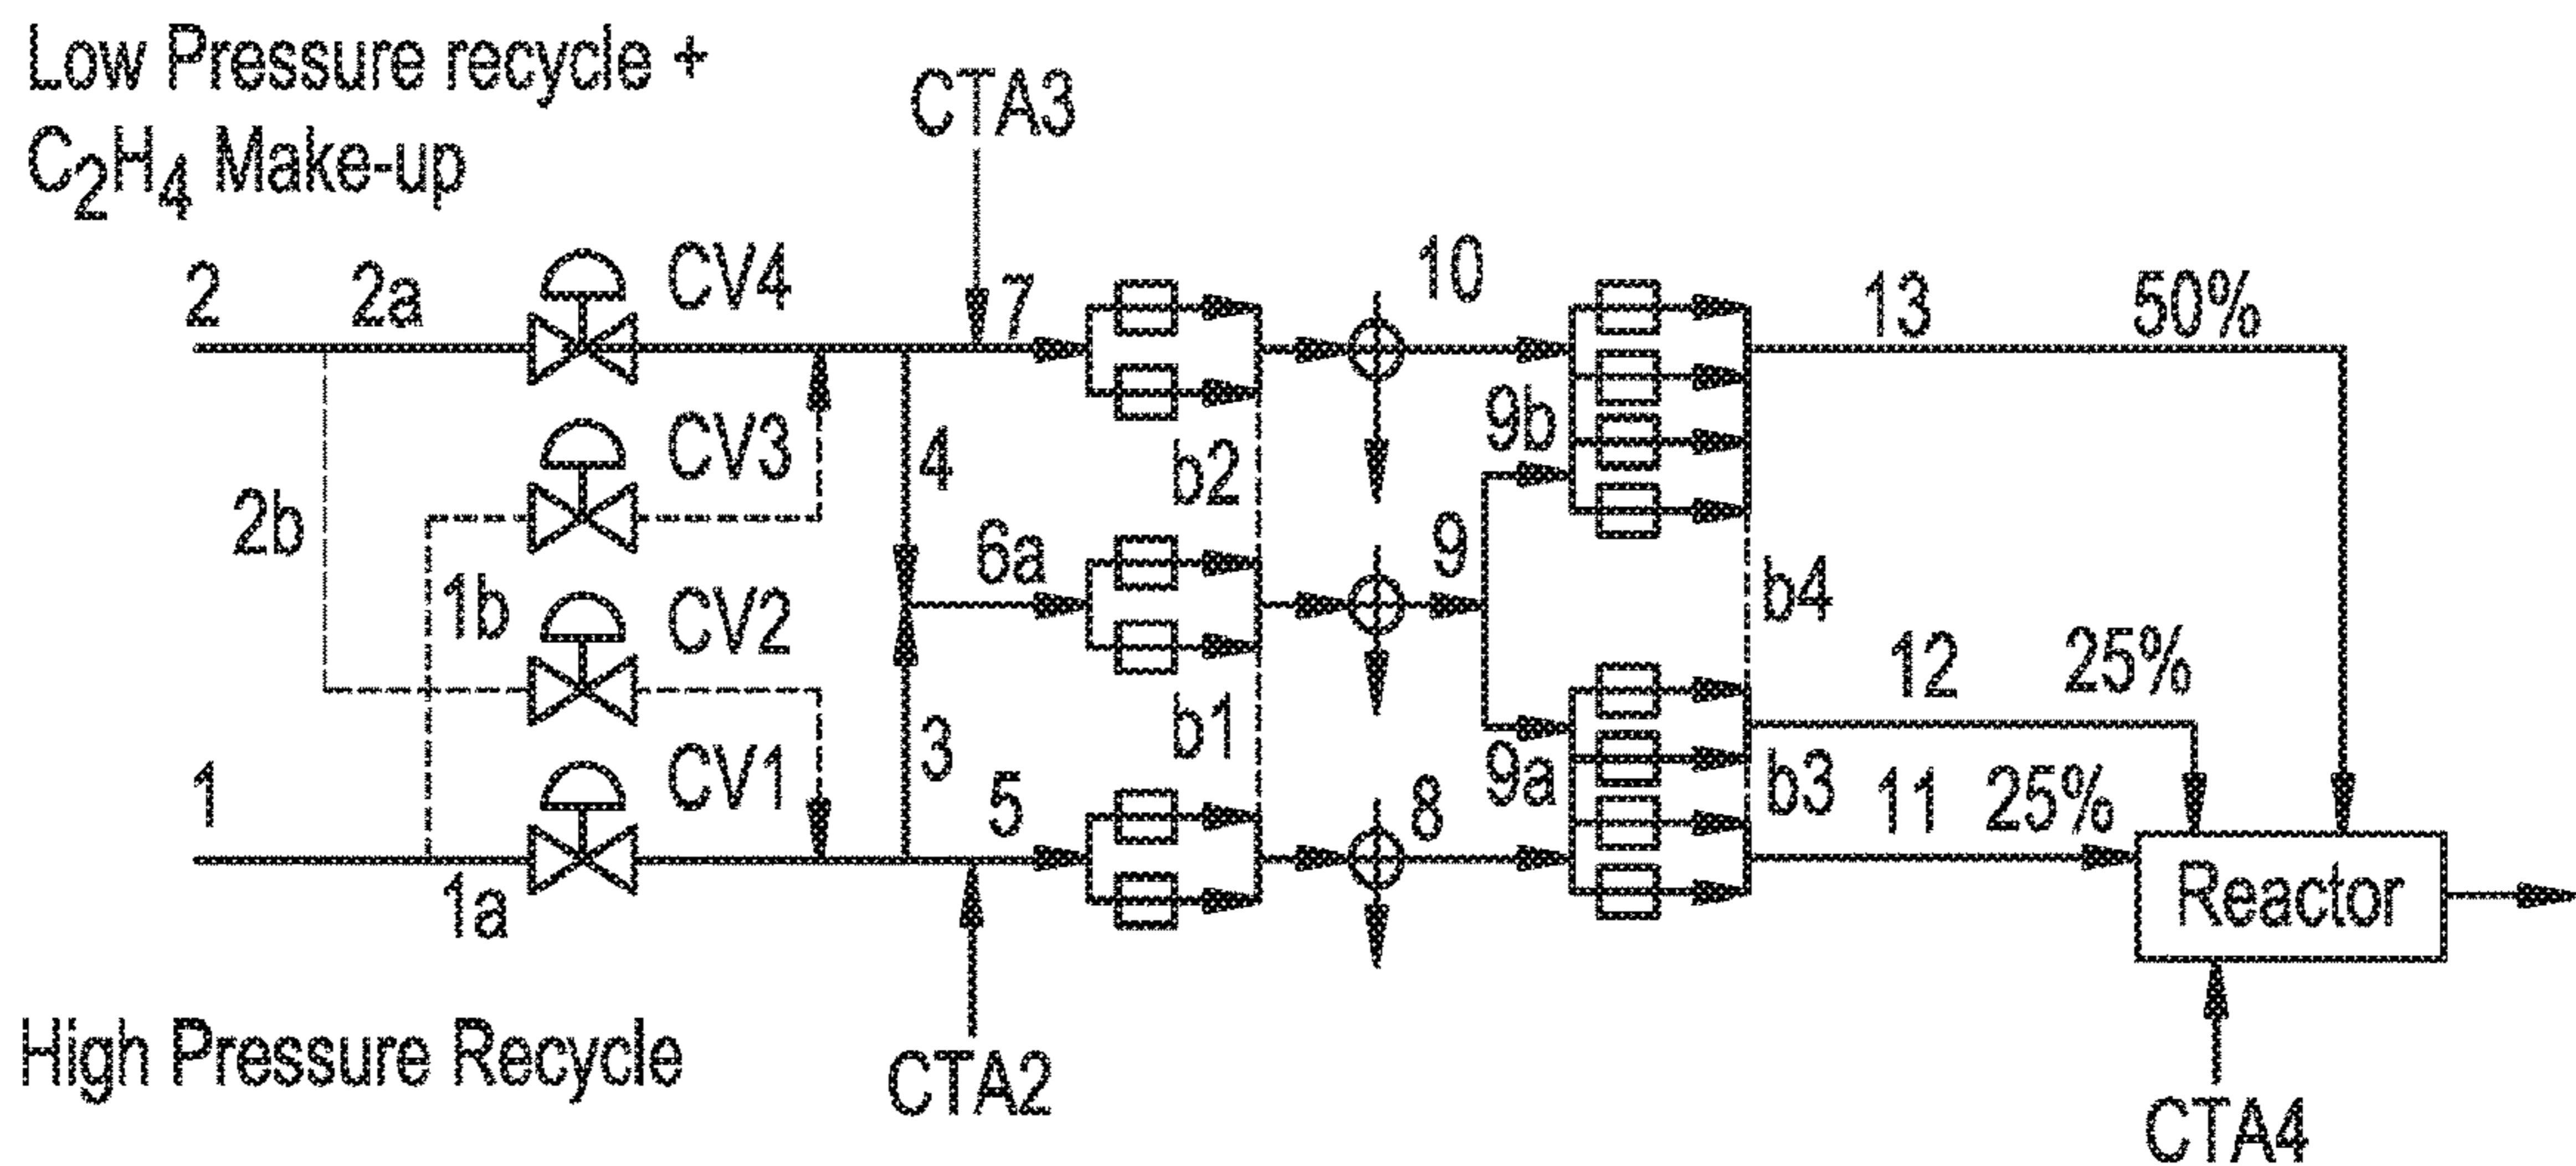 Low Pressure recycle +
C₂H₄ Make-up
CTA3
2
2a
CV4
7
10
13
50%
CV3
4
b2
9b
2b
1b
6a
9
b4
CV2
12
25%
3
b1
9a
b3
1
CV1
5
8
11
25%
1a
Reactor
High Pressure Recycle
CTA2
CTA4